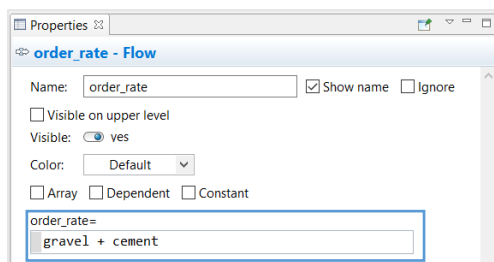 Properties
order_rate - Flow
Name: order_rate Show name Ignore
Visible on upper level
Visible: yes
Color: Default
Array Dependent Constant
order_rate=
gravel + cement